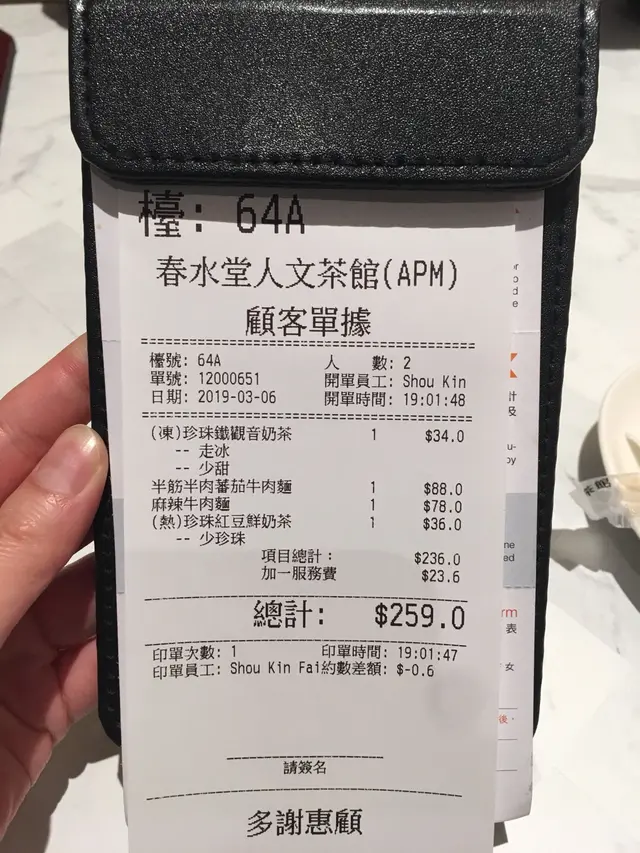 檯: 64A
春水堂人文茶館(APM)
顧客單據
檯號: 64A 人 數: 2
單號: 12000651 開單員工: Shou Kin
日期: 2019-03-06 開單時間: 19:01:48
(凍)珍珠鐵觀音奶茶 1 $34.0
-- 走冰
-- 少甜
半筋半肉蕃茄牛肉麵 1 $88.0
麻辣牛肉麵 1 $78.0
(熱)珍珠紅豆鮮奶茶 1 $36.0
-- 少珍珠
項目總計: $236.0
加一服務費 $23.6
總計: $259.0
印單次數: 1 印單時間: 19:01:47
印單員工: Shou Kin Fai約數差額: $-0.6
請簽名
多謝惠顧